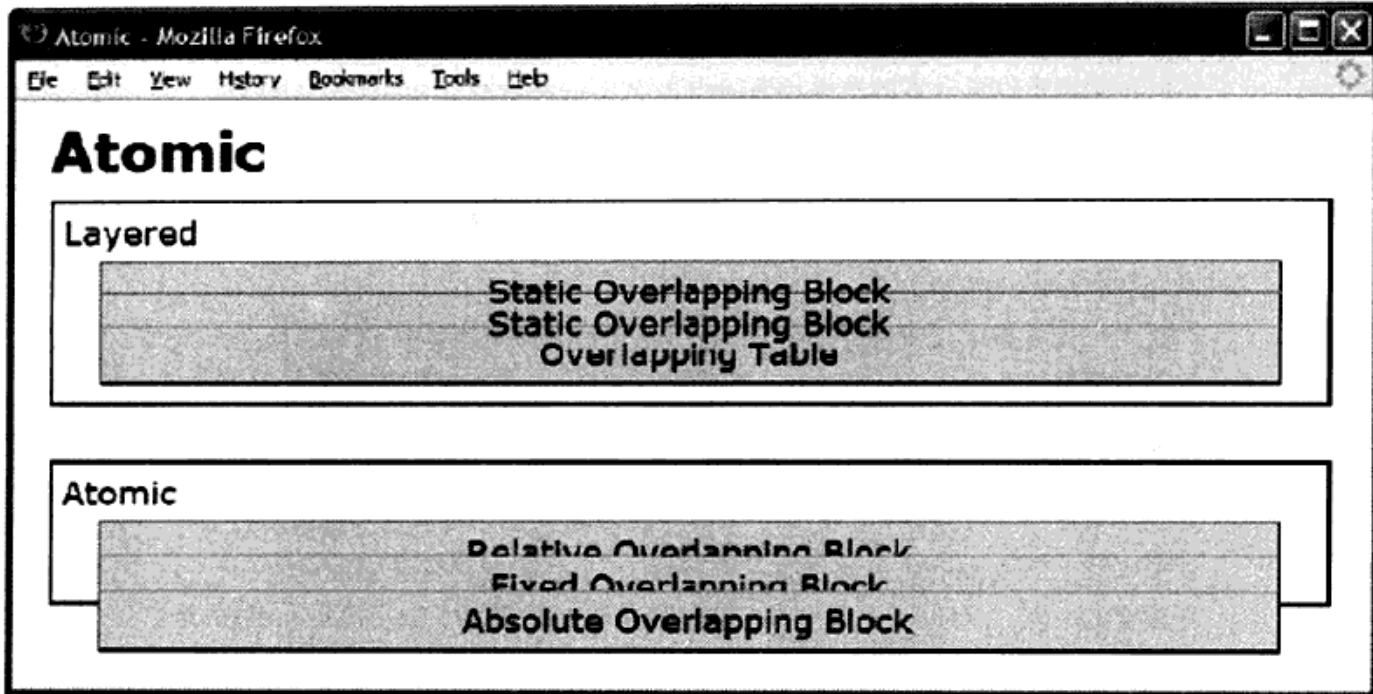 Atomic - Mozilla Firefox
File Edit View History Bookmarks Tools Help
Atomic
Layered
Static Overlapping Block
Static Overlapping Block
Overlapping Table
Atomic
Relative Overlapping Block
Fixed Overlapping Block
Absolute Overlapping Block